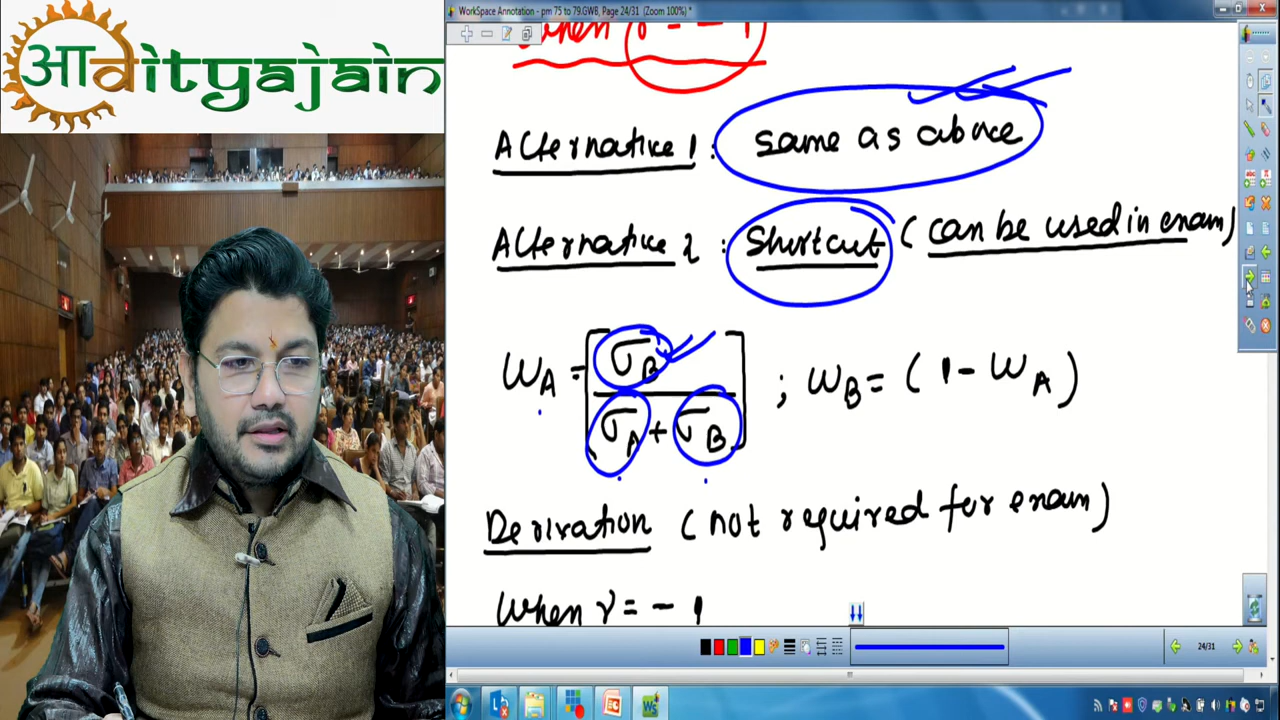 आdityajain
WorkSpace Annotation - pm 75 to 79.GWB, Page 24/31 (Zoom 100%) *
When r = - 1
Alternative 1 : same as above
Alternative 2 : Shortcut ( can be used in exam)
WA = [ σB / σA + σB ] ; WB = ( 1 - WA )
Derivation ( not required for exam )
When r = - 1
24/31